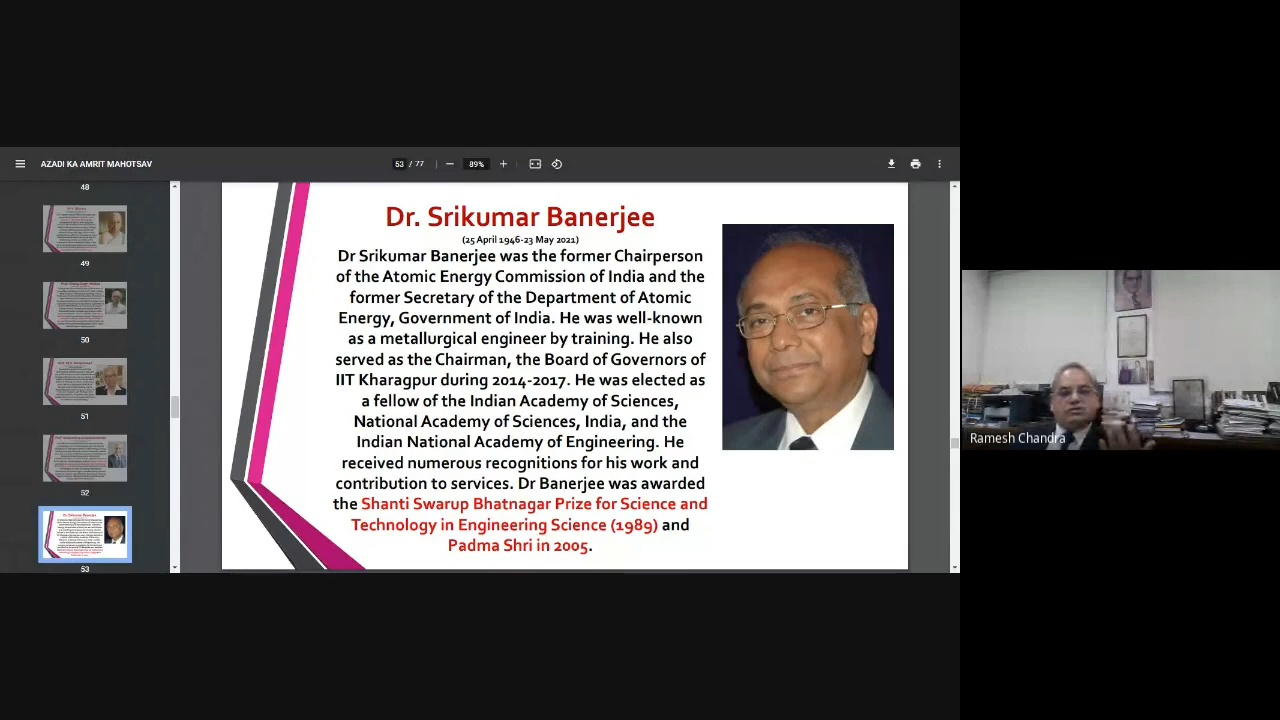 AZADI KA AMRIT MAHOTSAV
53 / 77
89%
48
49
50
51
52
53
Dr. Srikumar Banerjee
(25 April 1946-23 May 2021)
Dr Srikumar Banerjee was the former Chairperson
of the Atomic Energy Commission of India and the
former Secretary of the Department of Atomic
Energy, Government of India. He was well-known
as a metallurgical engineer by training. He also
served as the Chairman, the Board of Governors of
IIT Kharagpur during 2014-2017. He was elected as
a fellow of the Indian Academy of Sciences,
National Academy of Sciences, India, and the
Indian National Academy of Engineering. He
received numerous recognitions for his work and
contribution to services. Dr Banerjee was awarded
the Shanti Swarup Bhatnagar Prize for Science and
Technology in Engineering Science (1989) and
Padma Shri in 2005.
Ramesh Chandra